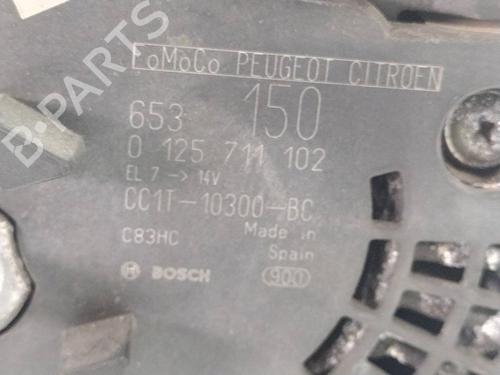 B-PARTS
FoMoCo PEUGEOT CITROEN
653 150
0 125 711 102
EL 7 -> 14V
CC1T-10300-BC
C83HC Made in
Spain
BOSCH 900